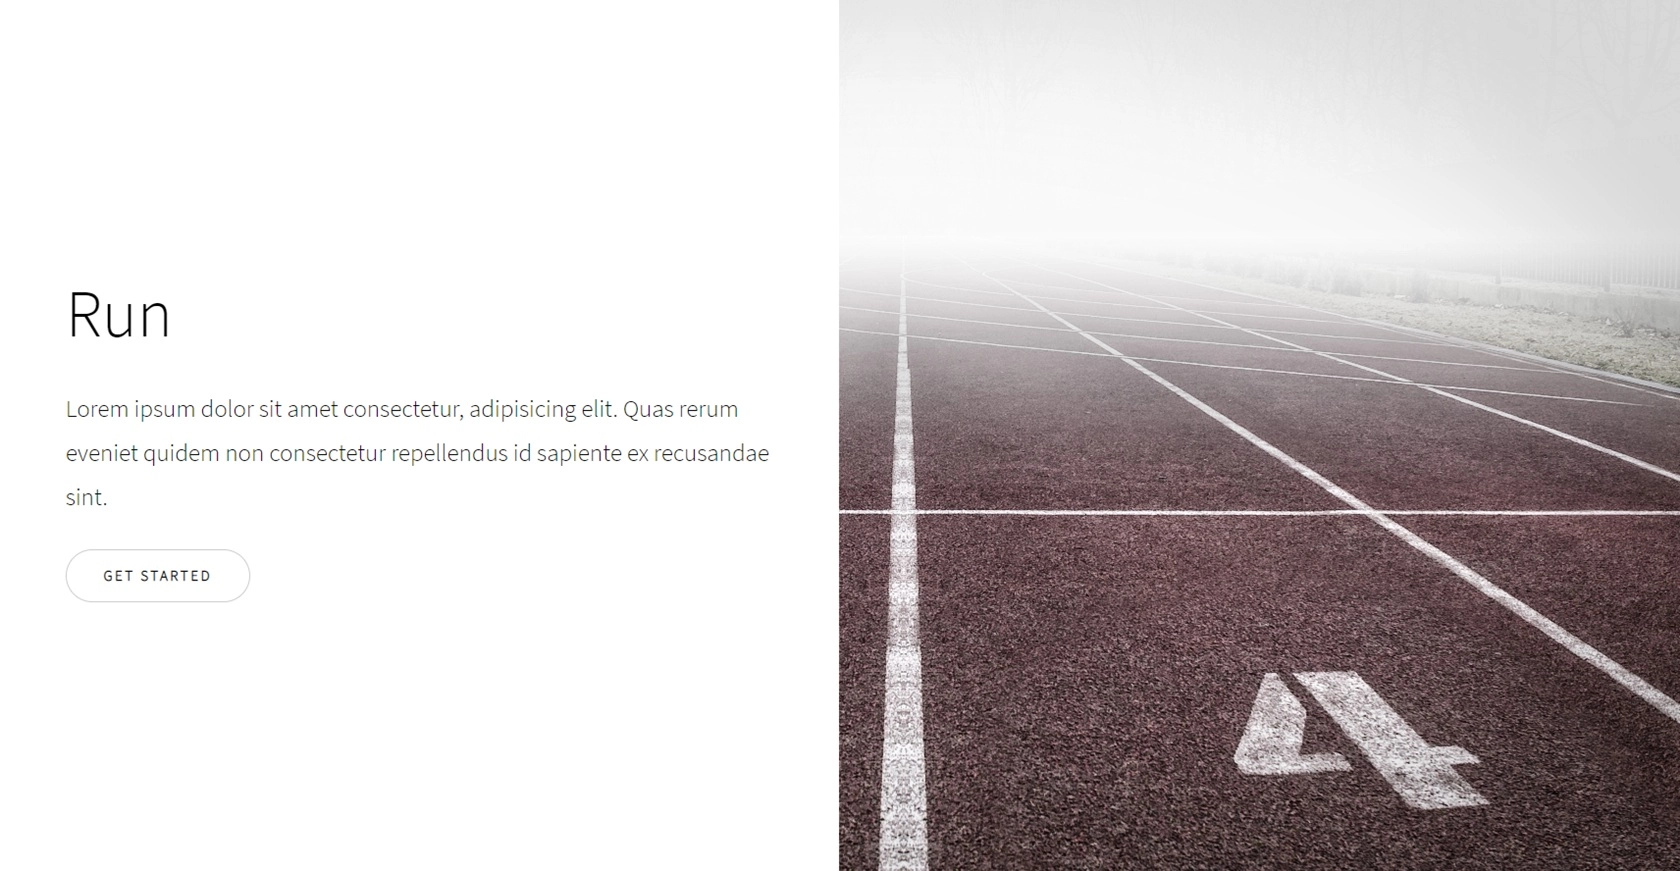 Run
Lorem ipsum dolor sit amet consectetur, adipisicing elit. Quas rerum
eveniet quidem non consectetur repellendus id sapiente ex recusandae
sint.
GET STARTED
4